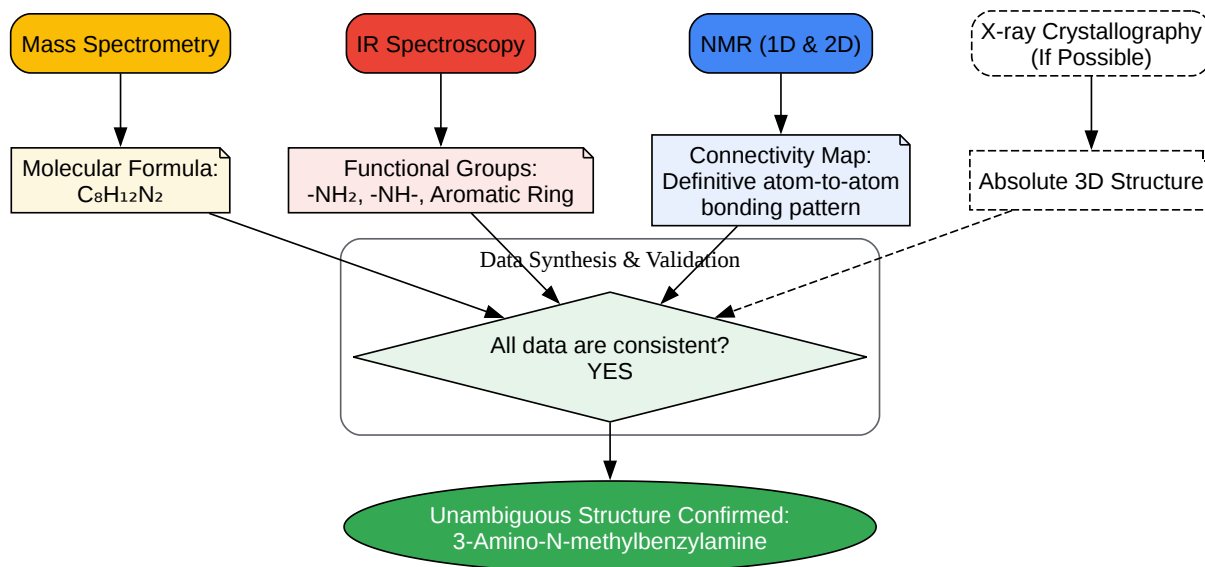 Mass Spectrometry
IR Spectroscopy
NMR (1D & 2D)
X-ray Crystallography
(If Possible)
Molecular Formula:
C₈H₁₂N₂
Functional Groups:
-NH₂, -NH-, Aromatic Ring
Connectivity Map:
Definitive atom-to-atom
bonding pattern
Absolute 3D Structure
Data Synthesis & Validation
All data are consistent?
YES
Unambiguous Structure Confirmed:
3-Amino-N-methylbenzylamine